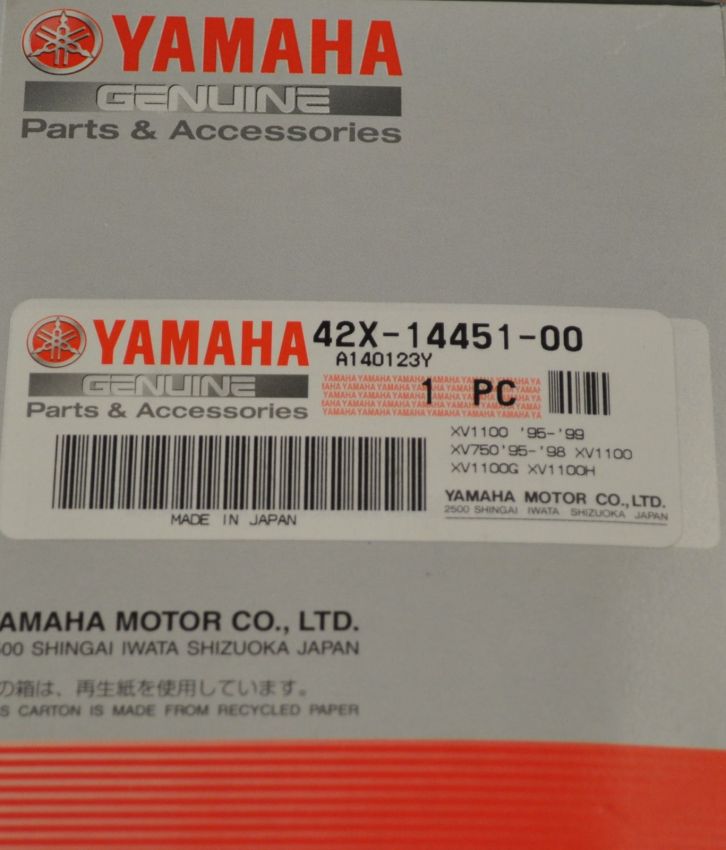 YAMAHA
GENUINE
Parts & Accessories
YAMAHA
42X-14451-00
A140123Y
GENUINE
1 PC
Parts & Accessories
XV1100 '95-'99
XV750'95-'98 XV1100
XV1100G XV1100H
YAMAHA MOTOR CO.,LTD.
2500 SHINGAI IWATA SHIZUOKA JAPAN
MADE IN JAPAN
AMAHA MOTOR CO., LTD.
500 SHINGAI IWATA SHIZUOKA JAPAN
の箱は、再生紙を使用しています。
S CARTON IS MADE FROM RECYCLED PAPER